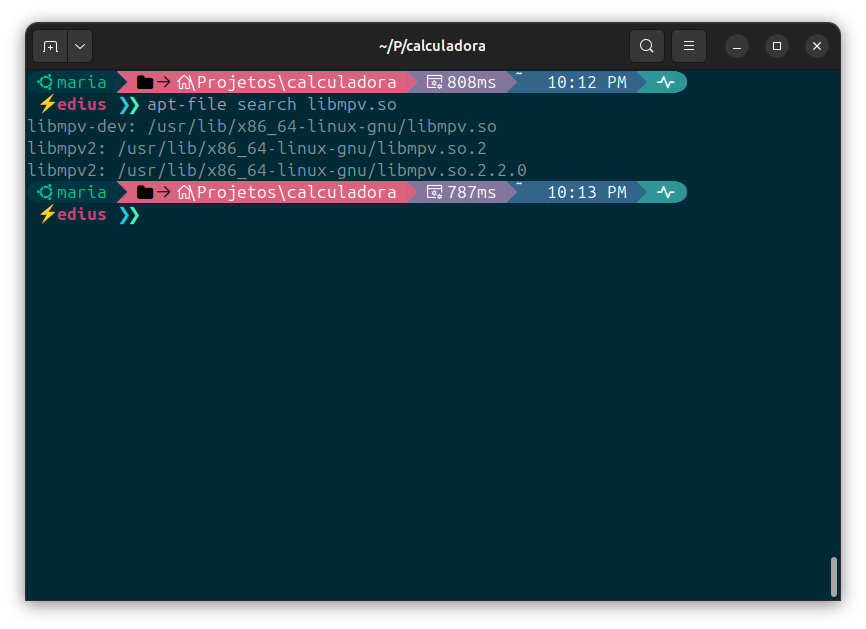 ~/P/calculadora
maria → \Projetos\calculadora 808ms ~ 10:12 PM
⚡edius ❯❯ apt-file search libmpv.so
libmpv-dev: /usr/lib/x86_64-linux-gnu/libmpv.so
libmpv2: /usr/lib/x86_64-linux-gnu/libmpv.so.2
libmpv2: /usr/lib/x86_64-linux-gnu/libmpv.so.2.2.0
maria → \Projetos\calculadora 787ms ~ 10:13 PM
⚡edius ❯❯